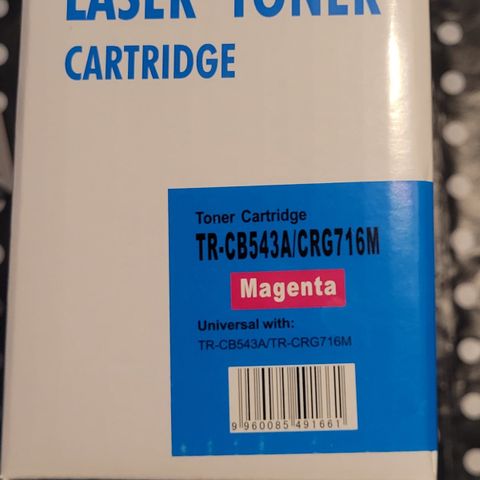 LASER TONER
CARTRIDGE
Toner Cartridge
TR-CB543A/CRG716M
Magenta
Universal with:
TR-CB543A/TR-CRG716M
9 960085 491661